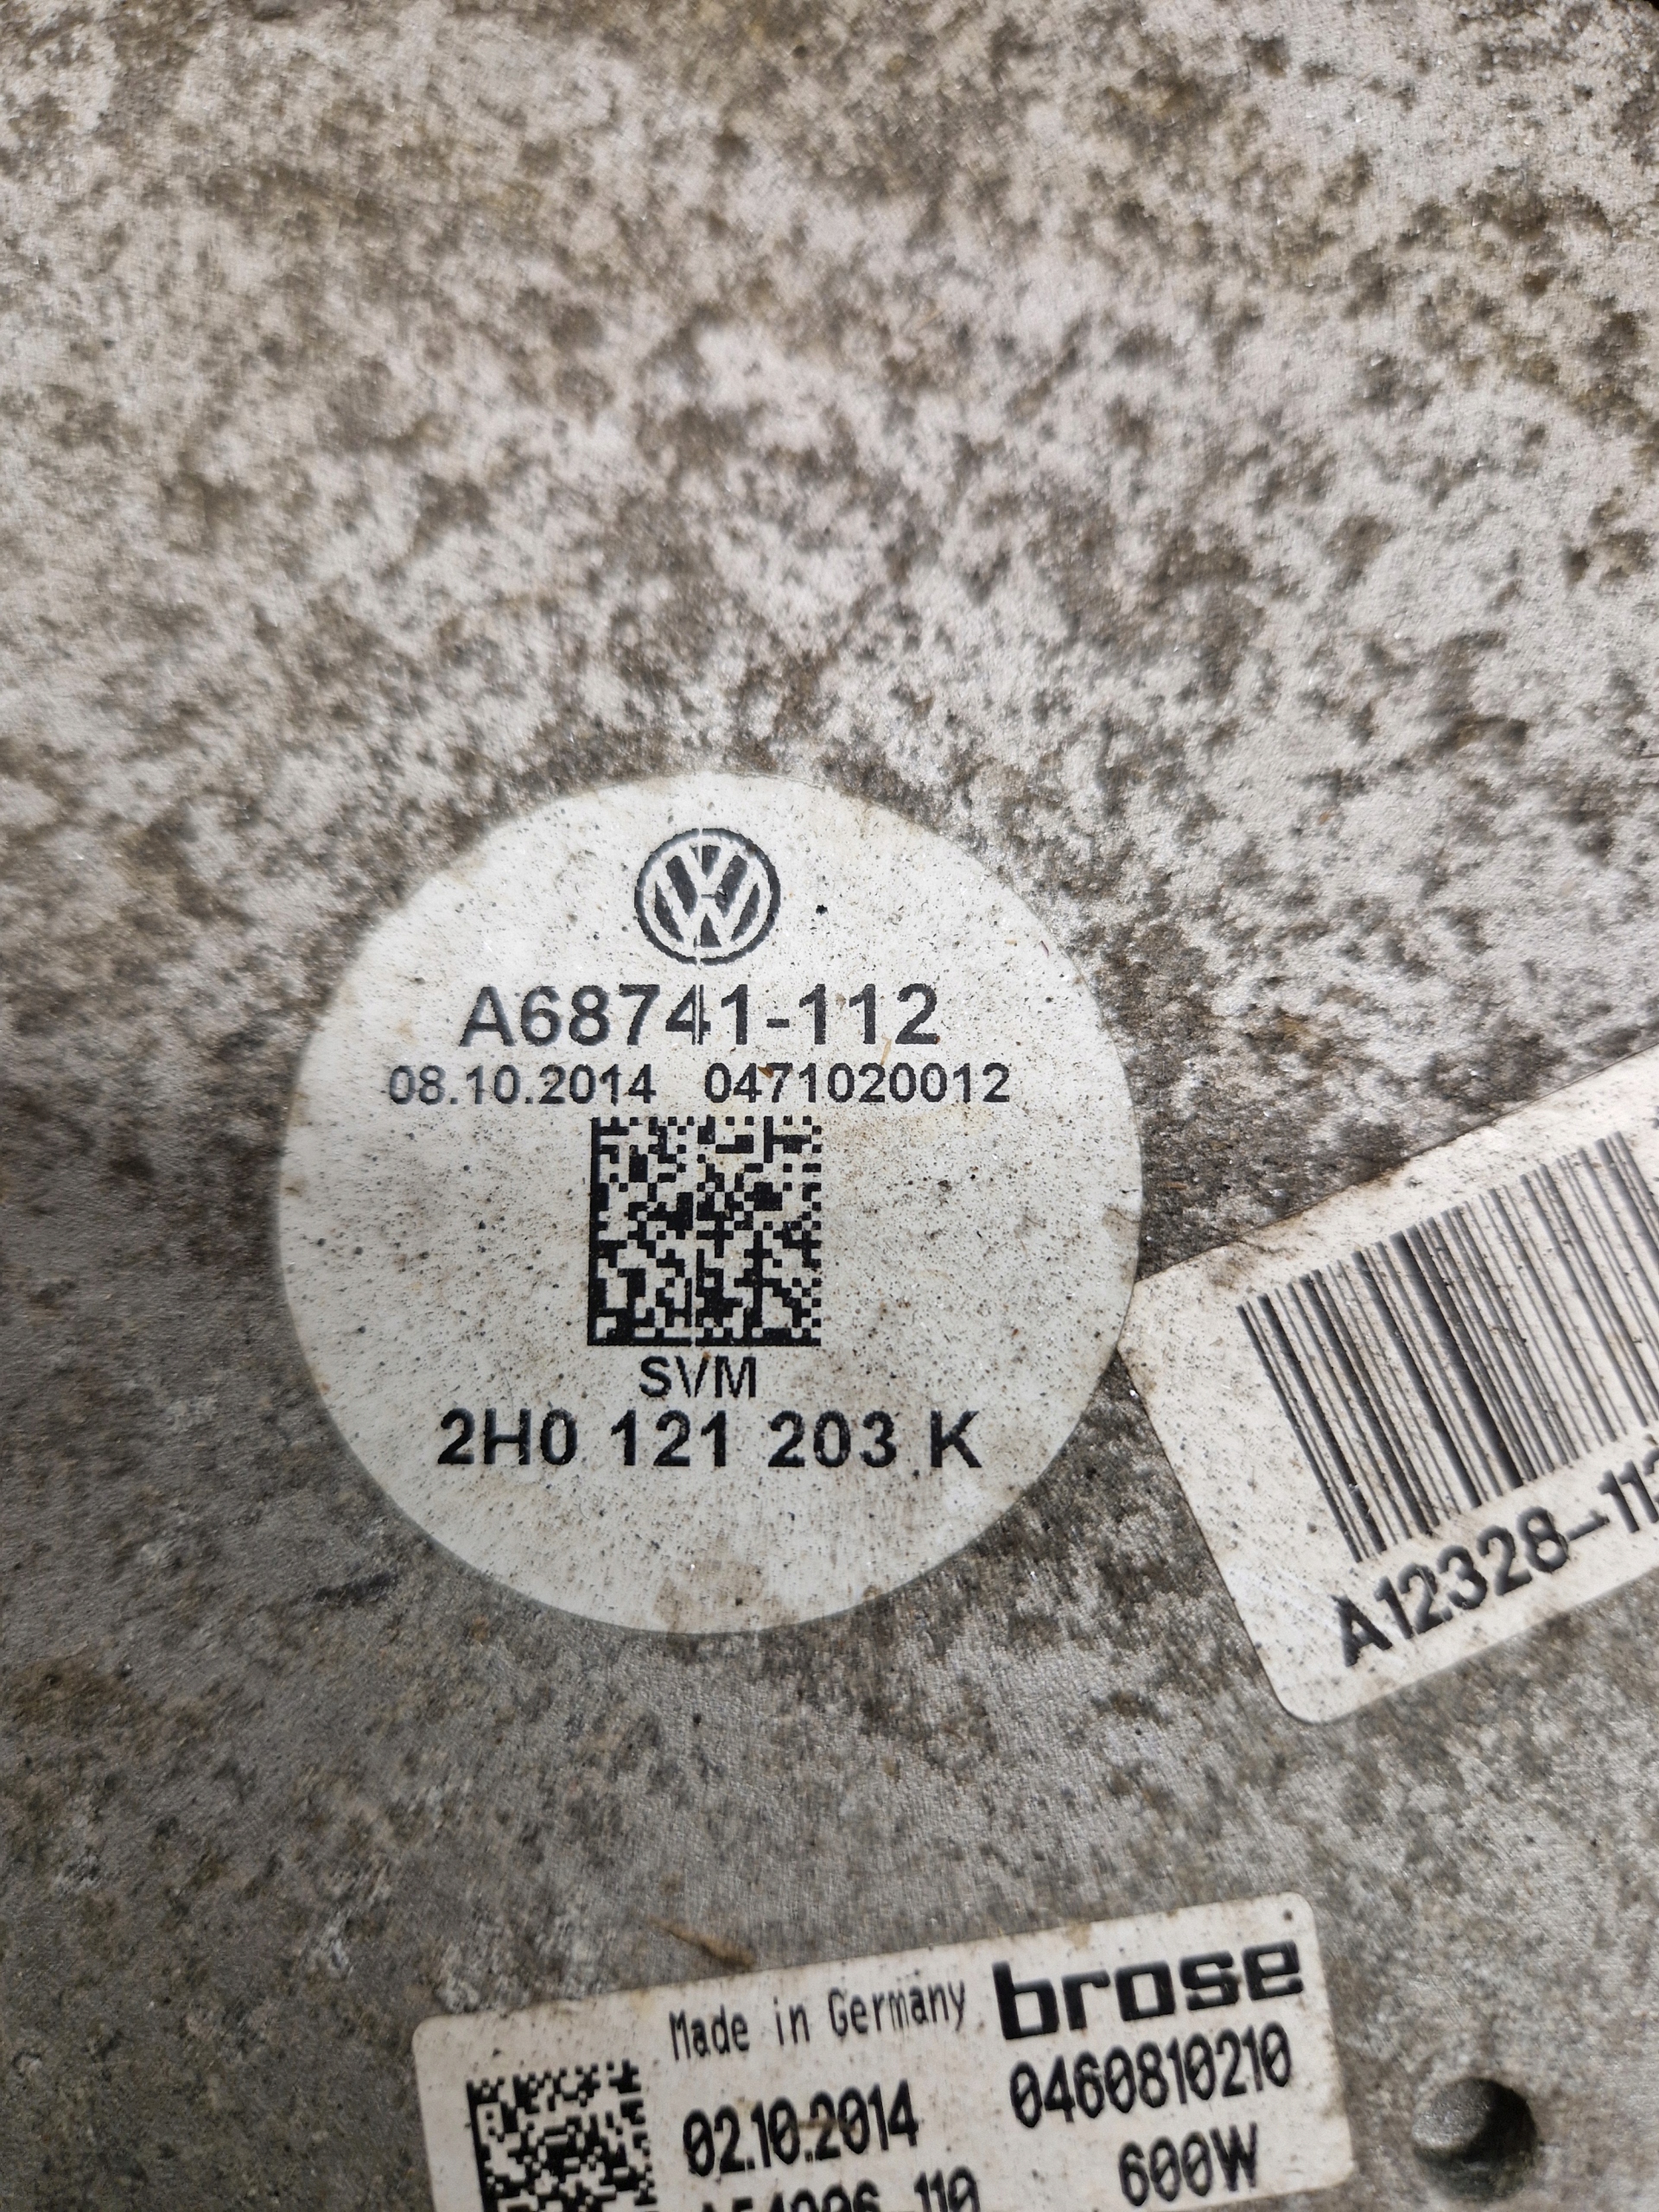 A68741-112
08.10.2014 0471020012
SVM
2H0 121 203 K
A12328-112
Made in Germany brose
02.10.2014 0460810210
600W